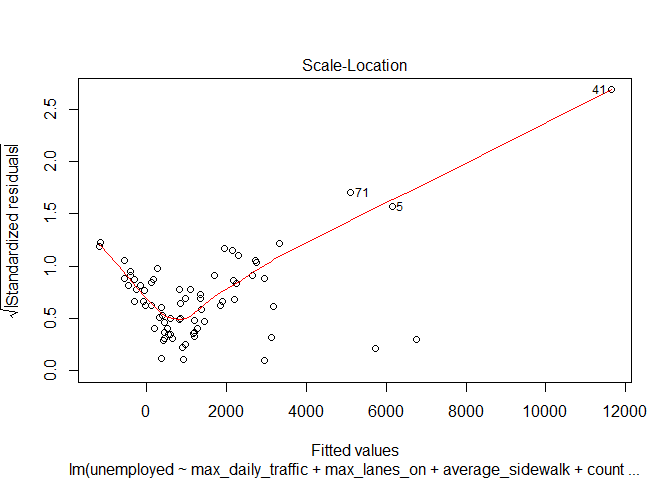 Scale-Location
√|Standardized residuals|
2.5
2.0
1.5
1.0
0.5
0.0
41
71
5
0 2000 4000 6000 8000 10000 12000
Fitted values
lm(unemployed ~ max_daily_traffic + max_lanes_on + average_sidewalk + count ...